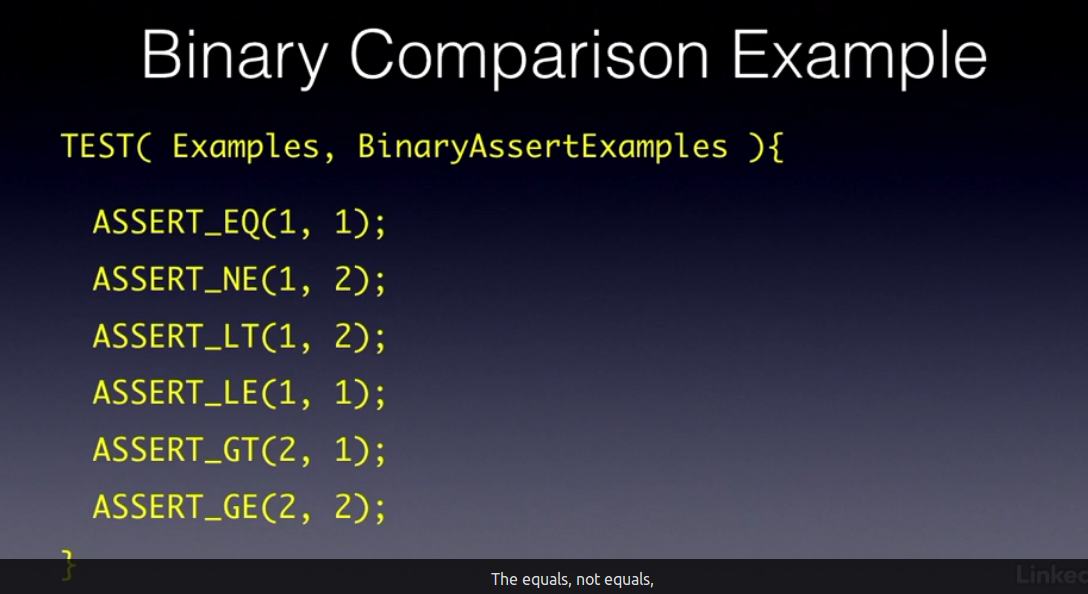 Binary Comparison Example
TEST( Examples, BinaryAssertExamples ){
ASSERT_EQ(1, 1);
ASSERT_NE(1, 2);
ASSERT_LT(1, 2);
ASSERT_LE(1, 1);
ASSERT_GT(2, 1);
ASSERT_GE(2, 2);
}
The equals, not equals,